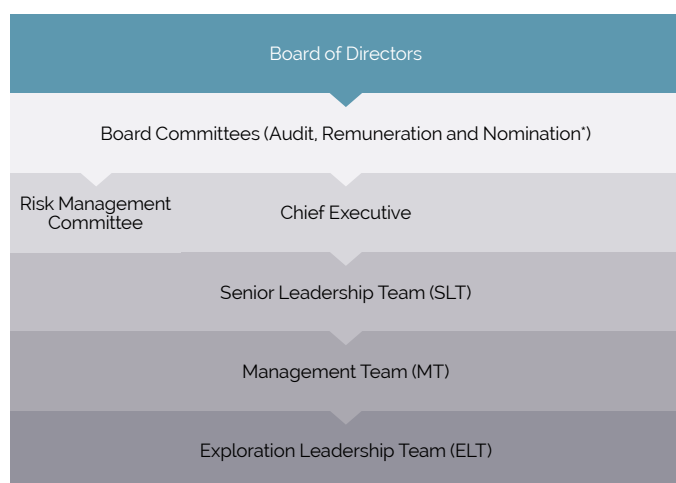 Board of Directors
Board Committees (Audit, Remuneration and Nomination*)
Risk Management
Committee
Chief Executive
Senior Leadership Team (SLT)
Management Team (MT)
Exploration Leadership Team (ELT)